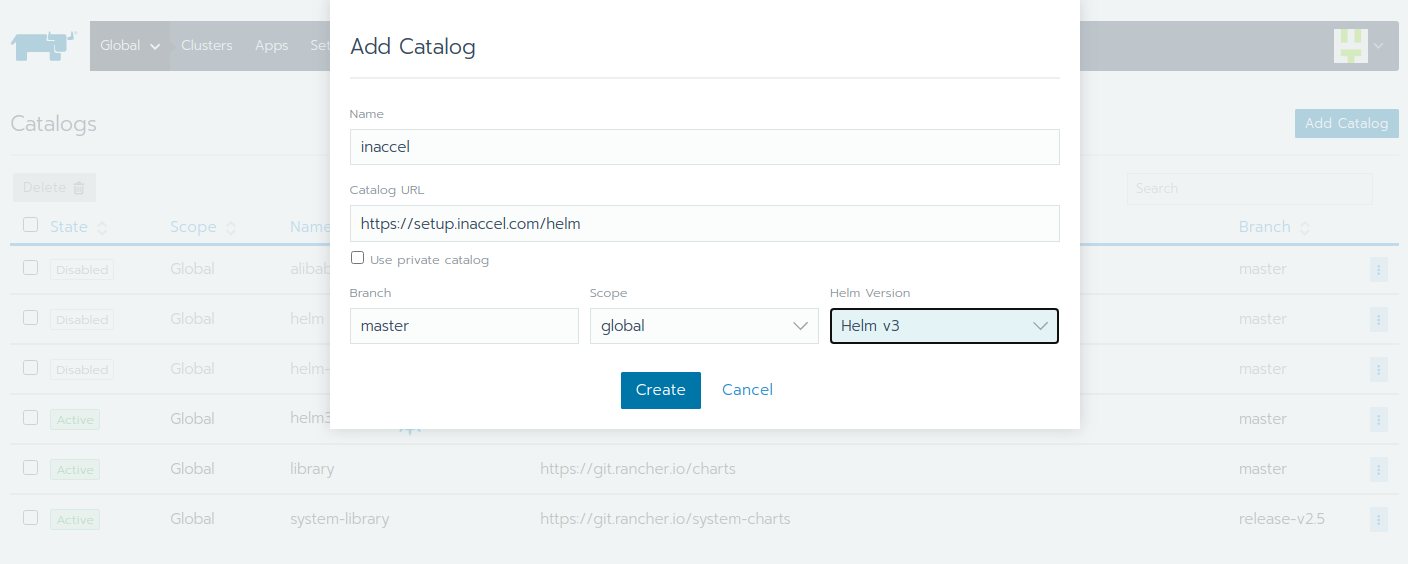 Global Clusters Apps Set
Add Catalog
Catalogs
Add Catalog
Name
inaccel
Delete
Search
Catalog URL
https://setup.inaccel.com/helm
State Scope Name Branch
Use private catalog
Disabled Global alibab master
Branch Scope Helm Version
master global Helm v3
Disabled Global helm master
Disabled Global helm- master
Create Cancel
Active Global helm3 master
Active Global library https://git.rancher.io/charts master
Active Global system-library https://git.rancher.io/system-charts release-v2.5